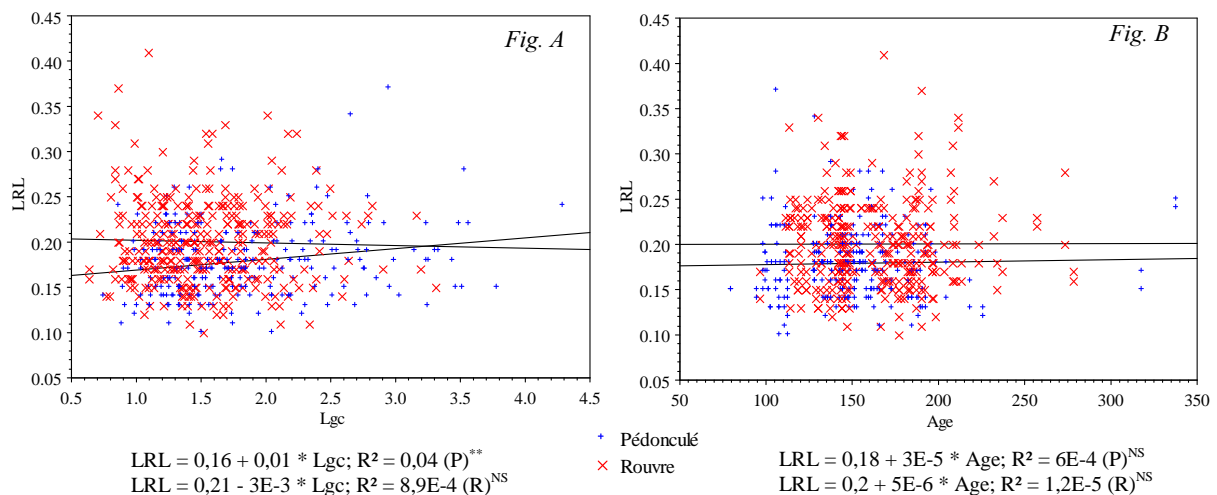 Fig. A
LRL
0.45
0.40
0.35
0.30
0.25
0.20
0.15
0.10
0.05
0.5 1.0 1.5 2.0 2.5 3.0 3.5 4.0 4.5
Lgc
Fig. B
LRL
0.45
0.40
0.35
0.30
0.25
0.20
0.15
0.10
0.05
50 100 150 200 250 300 350
Age
Pédonculé
Rouvre
LRL = 0,16 + 0,01 * Lgc; R² = 0,04 (P)**
LRL = 0,21 - 3E-3 * Lgc; R² = 8,9E-4 (R)NS
LRL = 0,18 + 3E-5 * Age; R² = 6E-4 (P)NS
LRL = 0,2 + 5E-6 * Age; R² = 1,2E-5 (R)NS